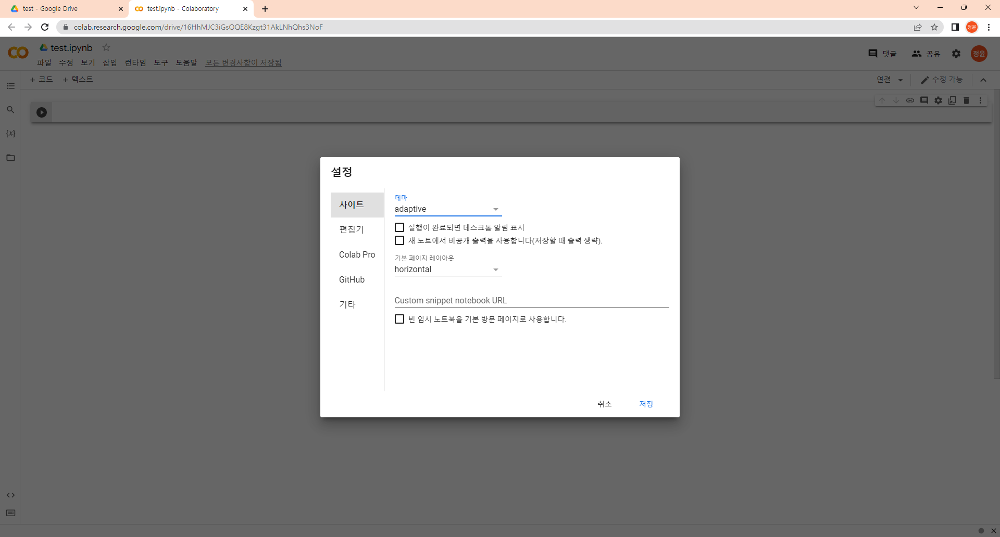 test - Google Drive
test.ipynb - Colaboratory
colab.research.google.com/drive/16HhMJC3iGsOQE8Kzgt31AkLNhQhs3NoF
정윤
test.ipynb
파일 수정 보기 삽입 런타임 도구 도움말 모든 변경사항이 저장됨
댓글 공유 정윤
+ 코드 + 텍스트
연결 수정 가능
{x}
설정
사이트
편집기
Colab Pro
GitHub
기타
테마
adaptive
실행이 완료되면 데스크톱 알림 표시
새 노트에서 비공개 출력을 사용합니다(저장할 때 출력 생략).
기본 페이지 레이아웃
horizontal
Custom snippet notebook URL
빈 임시 노트북을 기본 방문 페이지로 사용합니다.
취소 저장